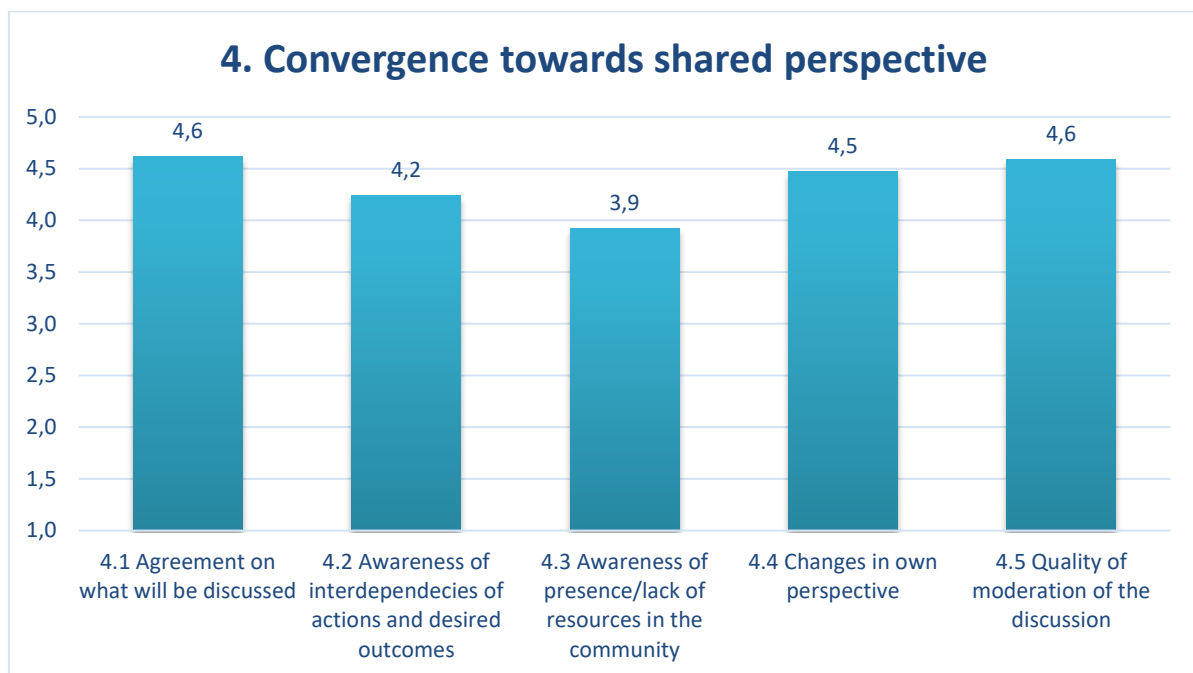 4. Convergence towards shared perspective
5,0
4,5
4,0
3,5
3,0
2,5
2,0
1,5
1,0
4,6
4,2
3,9
4,5
4,6
4.1 Agreement on
what will be discussed
4.2 Awareness of
interdependecies of
actions and desired
outcomes
4.3 Awareness of
presence/lack of
resources in the
community
4.4 Changes in own
perspective
4.5 Quality of
moderation of the
discussion